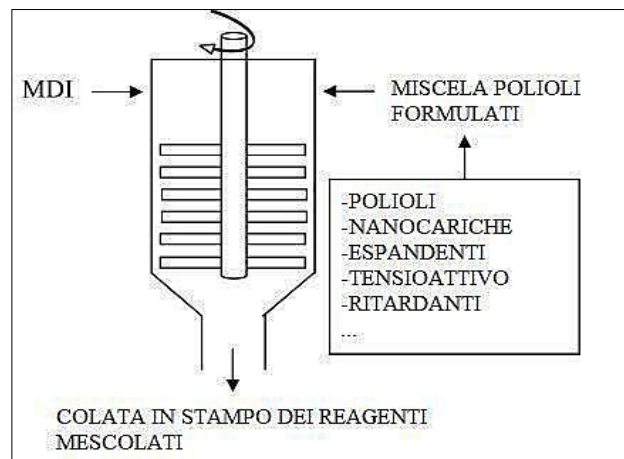 MDI
MISCELA POLIOLI
FORMULATI
-POLIOLI
-NANOCARICHE
-ESPANDENTI
-TENSIOATTIVO
-RITARDANTI
...
COLATA IN STAMPO DEI REAGENTI
MESCOLATI